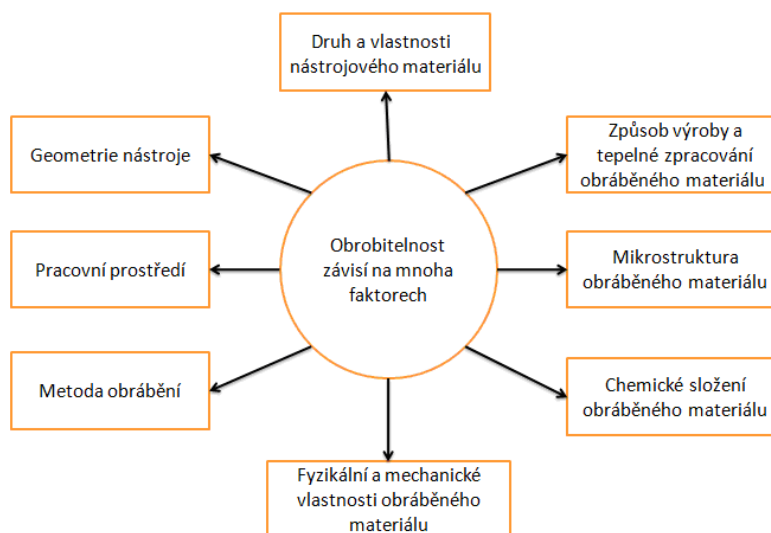 Druh a vlastnosti
nástrojového materiálu
Geometrie nástroje
Způsob výroby a
tepelné zpracování
obráběného materiálu
Obrobitelnost
závisí na mnoha
faktorech
Pracovní prostředí
Mikrostruktura
obráběného materiálu
Metoda obrábění
Chemické složení
obráběného materiálu
Fyzikální a mechanické
vlastnosti obráběného
materiálu